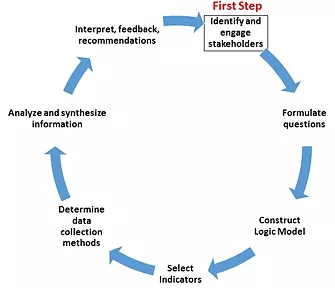 First Step
Identify and
engage
stakeholders
Formulate
questions
Construct
Logic Model
Select
Indicators
Determine
data
collection
methods
Analyze and synthesize
information
Interpret, feedback,
recommendations